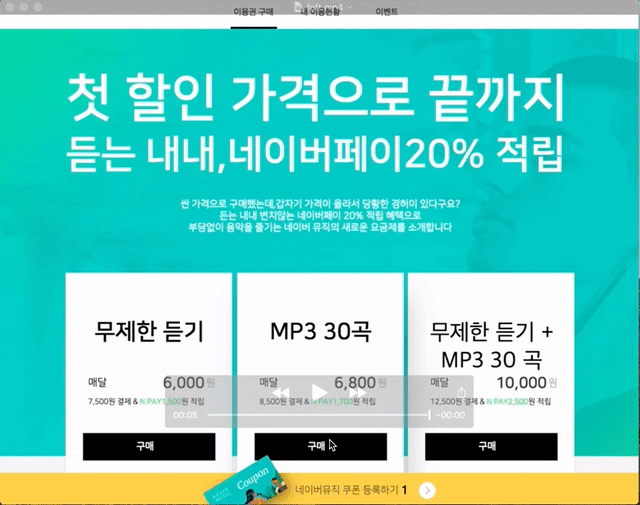 foft.mp4
이용권 구매
내 이용현황
이벤트
첫 할인 가격으로 끝까지
듣는 내내,네이버페이20% 적립
싼 가격으로 구매했는데,갑자기 가격이 올라서 당황한 경허이 있다구요?
든는 내내 변치않는 네이버페이 20% 적립 혜택으로
부담없이 음악을 즐기는 네이버 뮤직의 새로운 요금제를 소개합니다
무제한 듣기
매달 6,000원
7,500원 결제 & N PAY1,500원 적립
구매
MP3 30곡
매달 6,800원
8,500원 결제 & N PAY1,700원 적립
구매
무제한 듣기 +
MP3 30 곡
매달 10,000원
12,500원 결제 & N PAY2,500원 적립
구매
00:05
-00:00
Coupon
네이버뮤직 쿠폰 등록하기 1